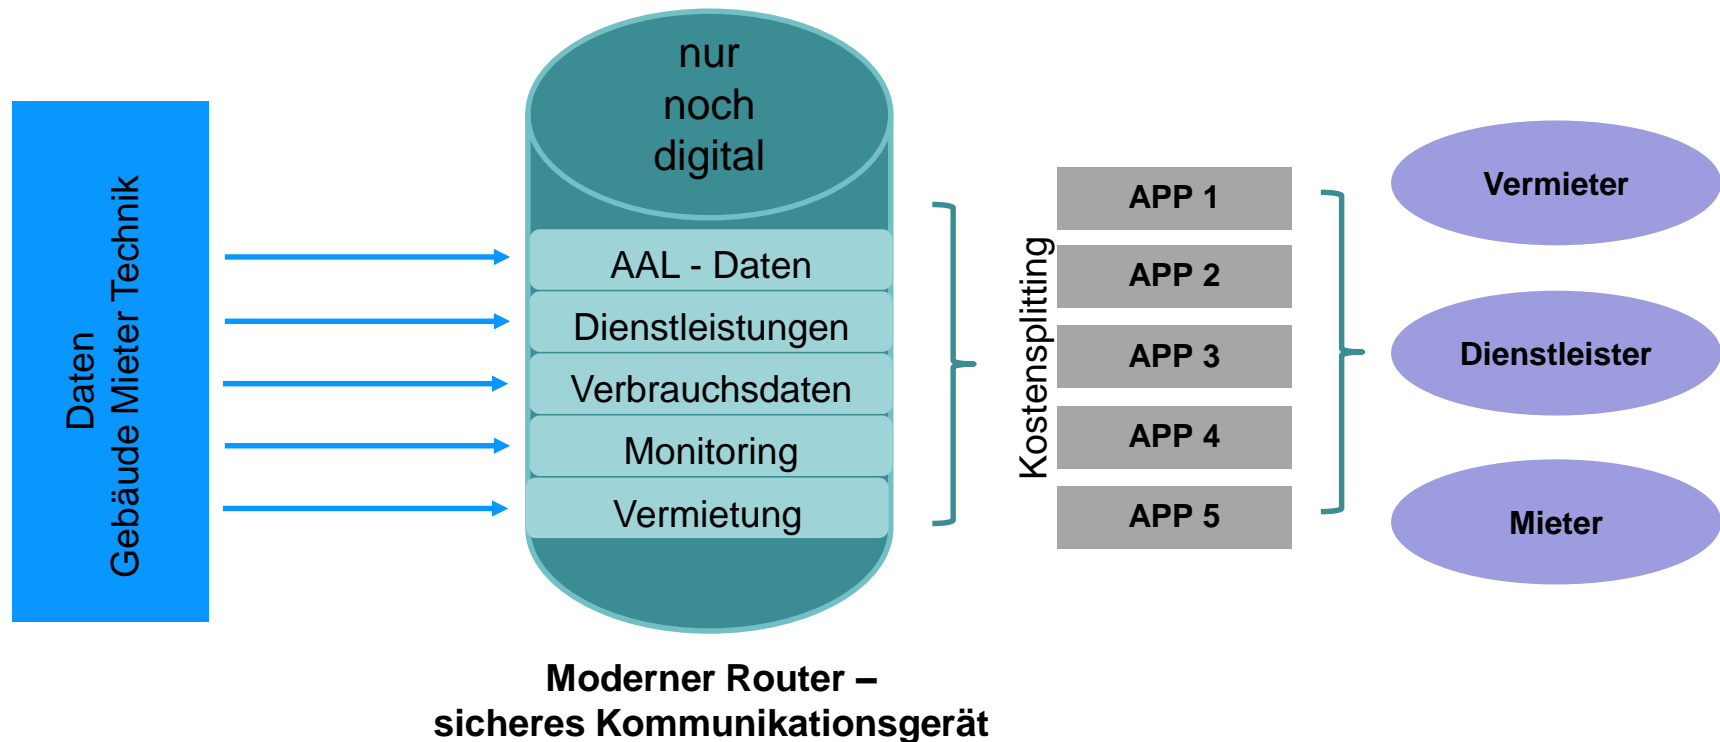 Daten
Gebäude Mieter Technik
nur
noch
digital
AAL - Daten
Dienstleistungen
Verbrauchsdaten
Monitoring
Vermietung
Moderner Router –
sicheres Kommunikationsgerät
Kostensplitting
APP 1
APP 2
APP 3
APP 4
APP 5
Vermieter
Dienstleister
Mieter